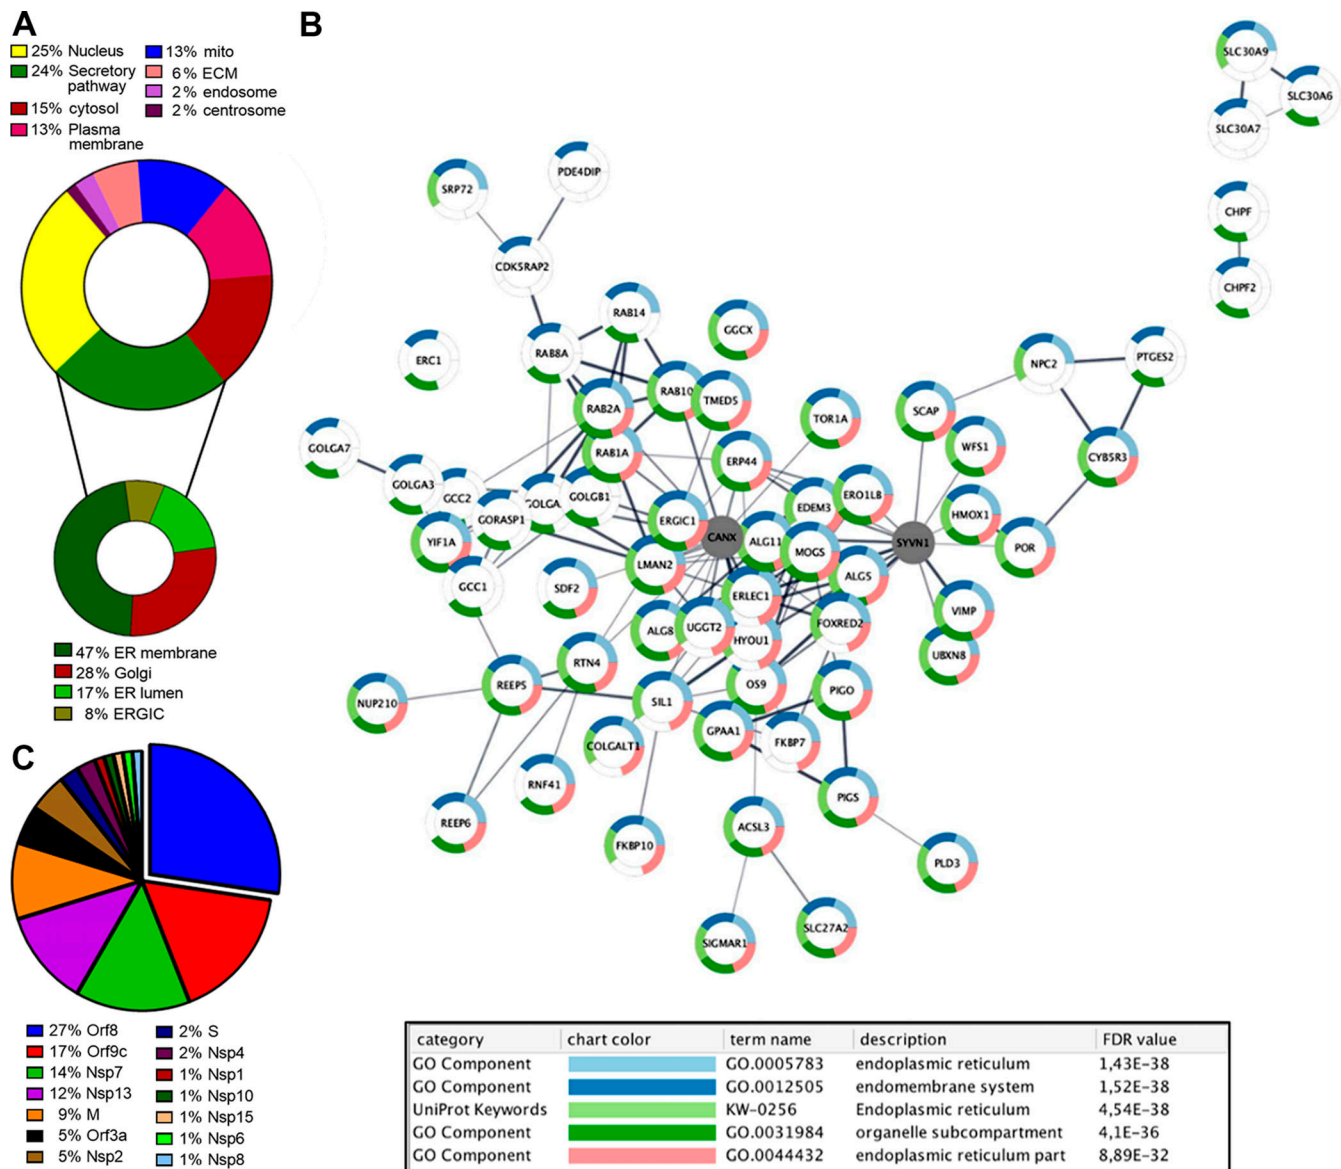 A
25% Nucleus
24% Secretory
pathway
15% cytosol
13% Plasma
membrane
13% mito
6% ECM
2% endosome
2% centrosome
47% ER membrane
28% Golgi
17% ER lumen
8% ERGIC
B
SLC30A9
SLC30A6
SLC30A7
CHPF
CHPF2
PDE4DIP
SRP72
CDK5RAP2
RAB14
GGCX
RAB8A
ERC1
NPC2
PTGES2
RAB10
TMED5
RAB2A
TOR1A
SCAP
WFS1
CYB5R3
GOLGA7
RAB1A
ERP44
GOLGA3
GCC2
GOLGA
GOLGB1
GORASP1
ERGIC1
EDEM3
ERO1LB
HMOX1
YIF1A
CANX
ALG11
MOGS
SYVN1
POR
LMAN2
GCC1
SDF2
ERLEC1
ALG5
VIMP
ALG8
UGGT2
HYOU1
FOXRED2
UBXN8
RTN4
REEP5
OS9
PIGO
NUP210
SIL1
COLGALT1
GPAA1
FKBP7
RNF41
PIGS
REEP6
FKBP10
ACSL3
PLD3
SIGMAR1
SLC27A2
C
27% Orf8
17% Orf9c
14% Nsp7
12% Nsp13
9% M
5% Orf3a
5% Nsp2
2% S
2% Nsp4
1% Nsp1
1% Nsp10
1% Nsp15
1% Nsp6
1% Nsp8
category chart color term name description FDR value
GO Component GO.0005783 endoplasmic reticulum 1,43E-38
GO Component GO.0012505 endomembrane system 1,52E-38
UniProt Keywords KW-0256 Endoplasmic reticulum 4,54E-38
GO Component GO.0031984 organelle subcompartment 4,1E-36
GO Component GO.0044432 endoplasmic reticulum part 8,89E-32